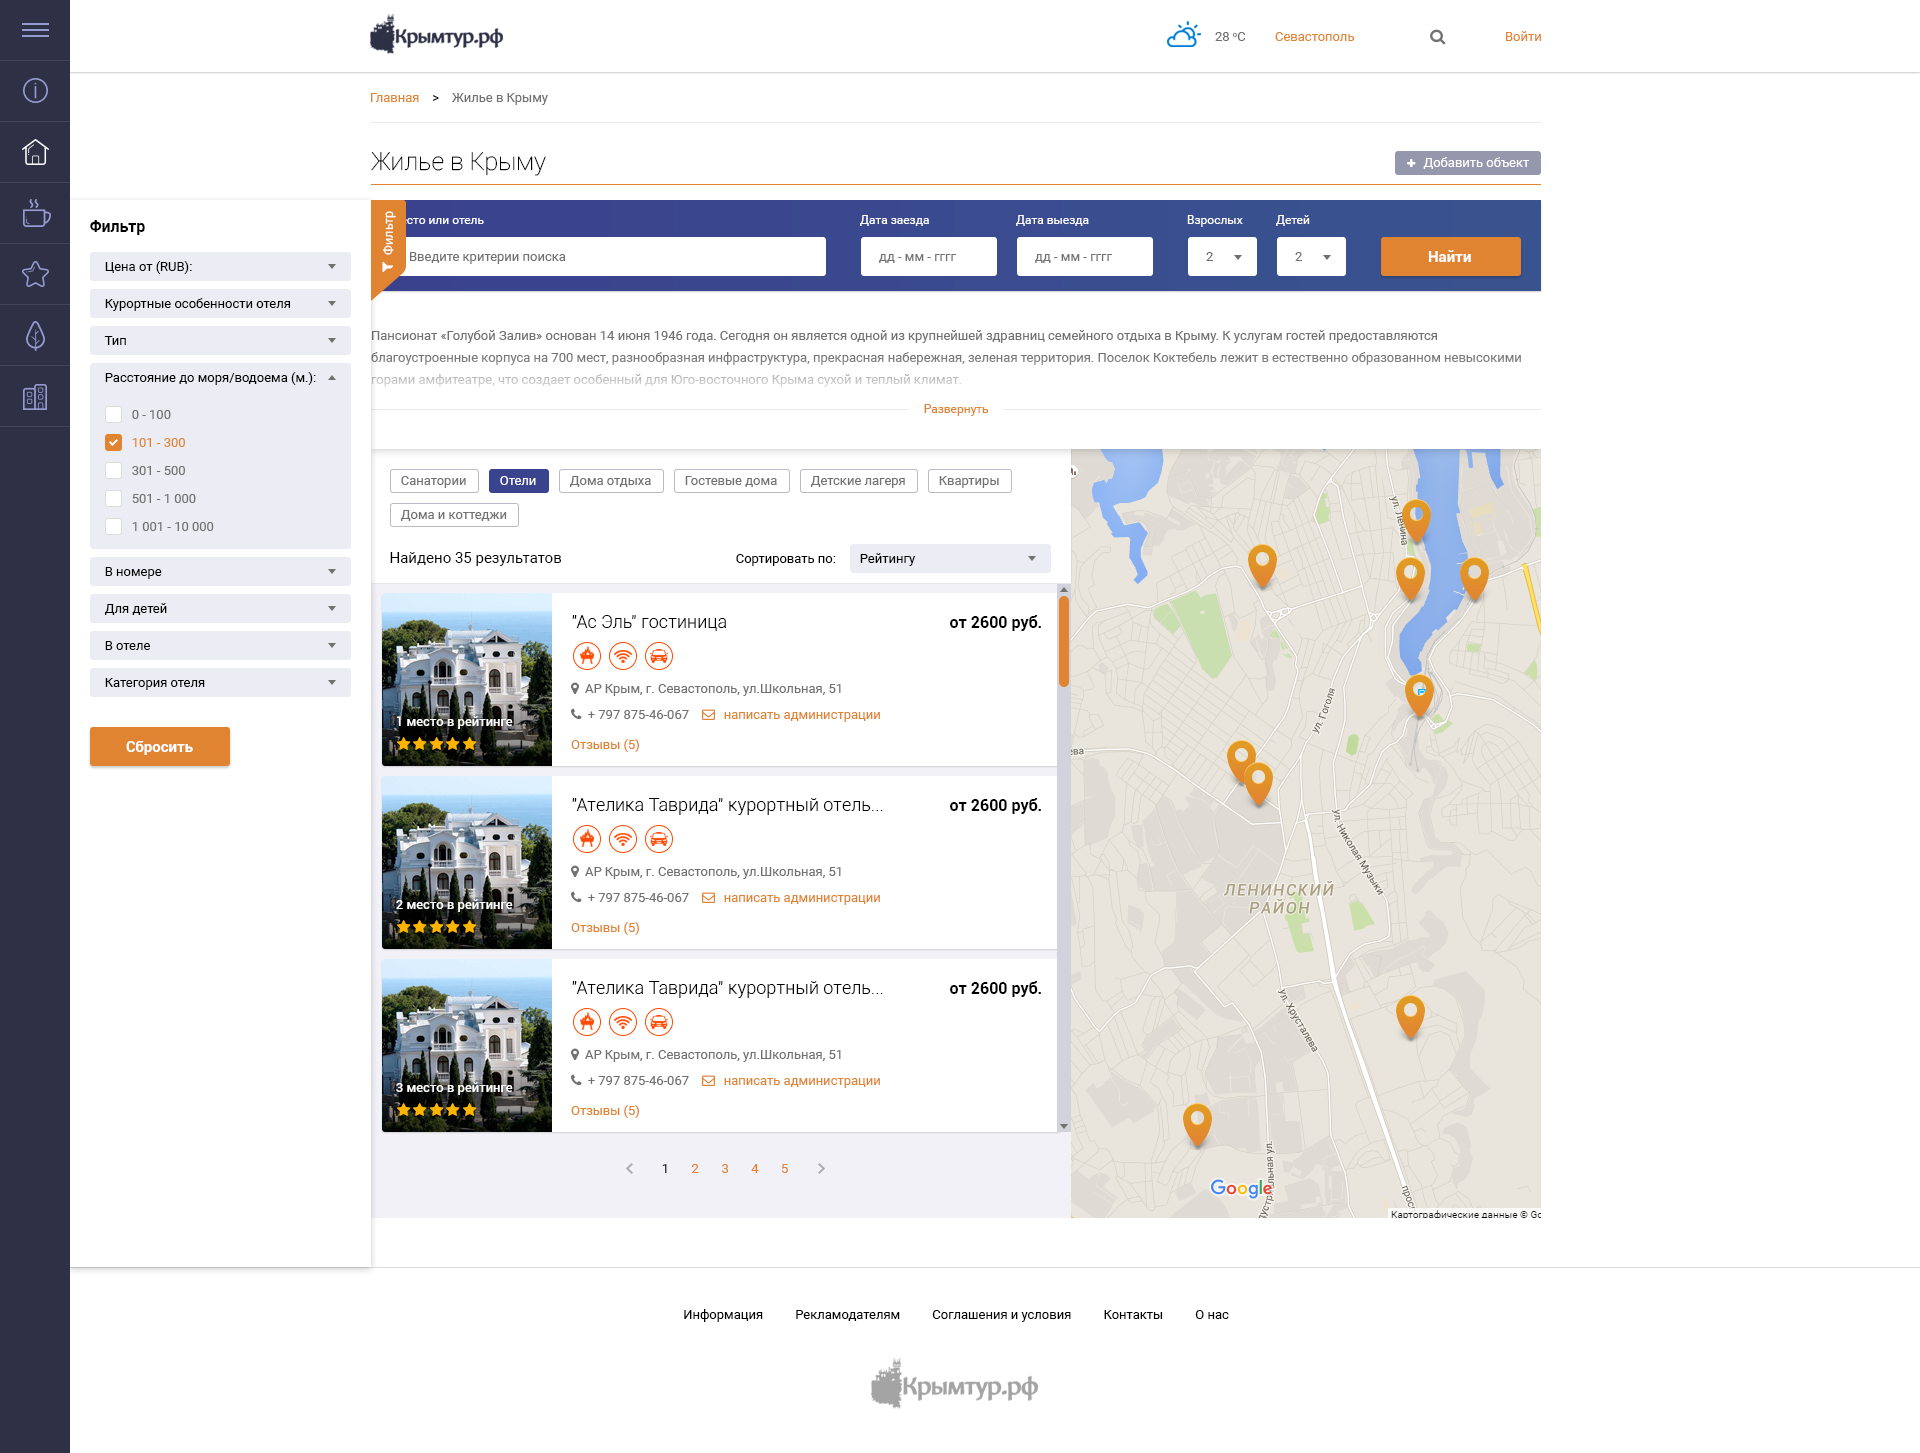 Крымтур.рф
28 °C
Севастополь
Войти
Главная > Жилье в Крыму
Жилье в Крыму
Добавить объект
Фильтр
Цена от (RUB):
Курортные особенности отеля
Тип
Расстояние до моря/водоема (м.):
0 - 100
101 - 300
301 - 500
501 - 1 000
1 001 - 10 000
В номере
Для детей
В отеле
Категория отеля
Сбросить
Фильтр
сто или отель
Введите критерии поиска
Дата заезда
дд - мм - гггг
Дата выезда
дд - мм - гггг
Взрослых
2
Детей
2
Найти
Пансионат «Голубой Залив» основан 14 июня 1946 года. Сегодня он является одной из крупнейшей здравниц семейного отдыха в Крыму. К услугам гостей предоставляются
благоустроенные корпуса на 700 мест, разнообразная инфраструктура, прекрасная набережная, зеленая территория. Поселок Коктебель лежит в естественно образованном невысокими
горами амфитеатре, что создает особенный для Юго-восточного Крыма сухой и теплый климат.
Развернуть
Санатории
Отели
Дома отдыха
Гостевые дома
Детские лагеря
Квартиры
Дома и коттеджи
Найдено 35 результатов
Сортировать по:
Рейтингу
1 место в рейтинге
"Ас Эль" гостиница
от 2600 руб.
АР Крым, г. Севастополь, ул.Школьная, 51
+ 797 875-46-067
написать администрации
Отзывы (5)
2 место в рейтинге
"Ателика Таврида" курортный отель...
от 2600 руб.
АР Крым, г. Севастополь, ул.Школьная, 51
+ 797 875-46-067
написать администрации
Отзывы (5)
3 место в рейтинге
"Ателика Таврида" курортный отель...
от 2600 руб.
АР Крым, г. Севастополь, ул.Школьная, 51
+ 797 875-46-067
написать администрации
Отзывы (5)
1 2 3 4 5
ул. Ленина
ул. Гоголя
ева
ул. Николая Музыки
ЛЕНИНСКИЙ
РАЙОН
ул. Хрусталева
Google
Картографические данные © Go
Информация
Рекламодателям
Соглашения и условия
Контакты
О нас
Крымтур.рф